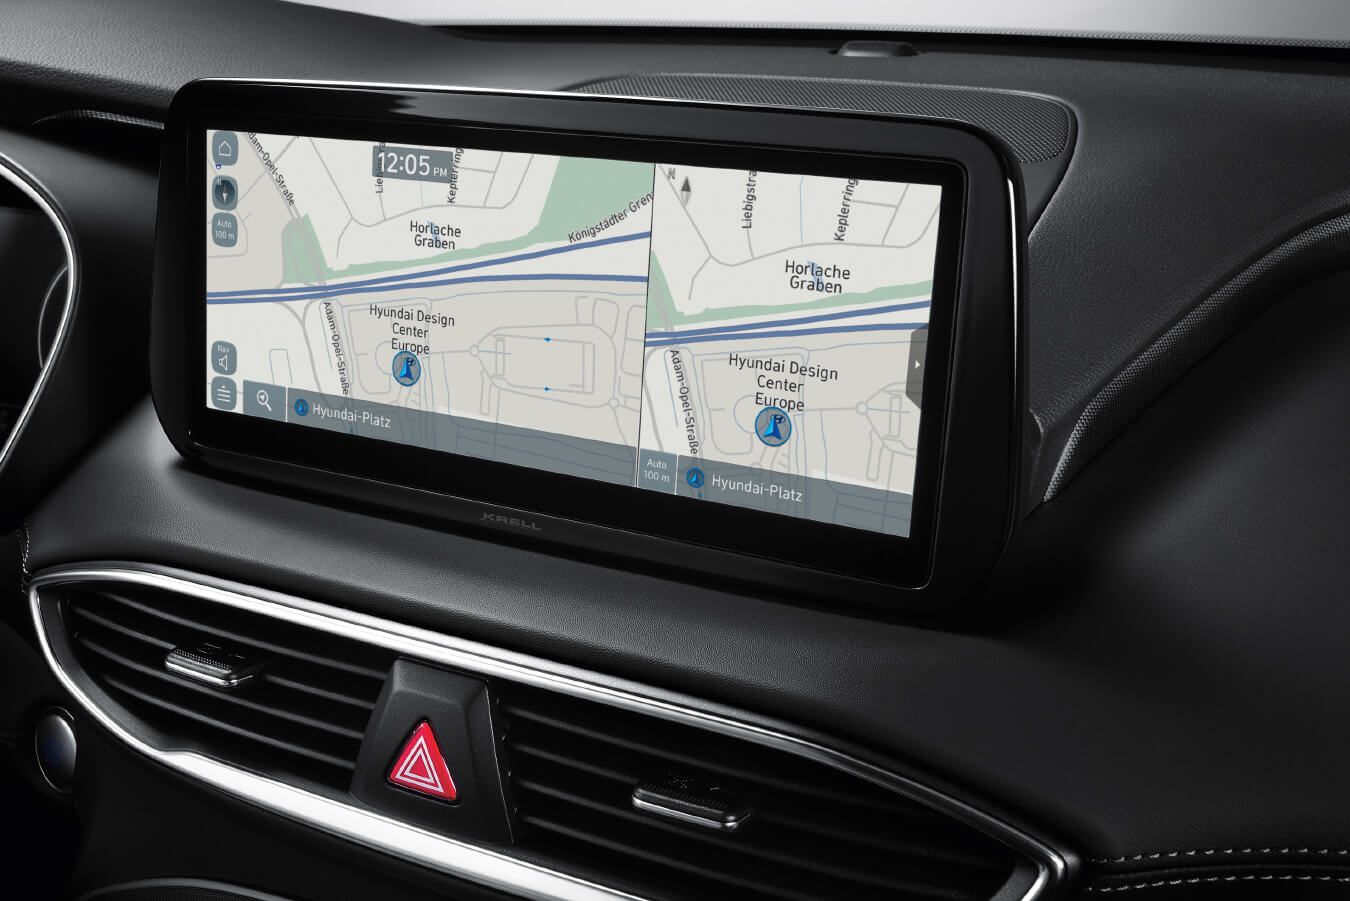 Adam-Opel-Straße
12:05 PM
Keplerring
Horlache
Graben
Königstädter Gren
Auto
100 m
Hyundai Design
Center
Europe
Adam-Opel-Straße
Nav
Hyundai-Platz
N
Liebigstra
Keplerring
Horlache
Graben
Hyundai Design
Center
Europe
Adam-Opel-Straße
Auto
100 m
Hyundai-Platz
KRELL